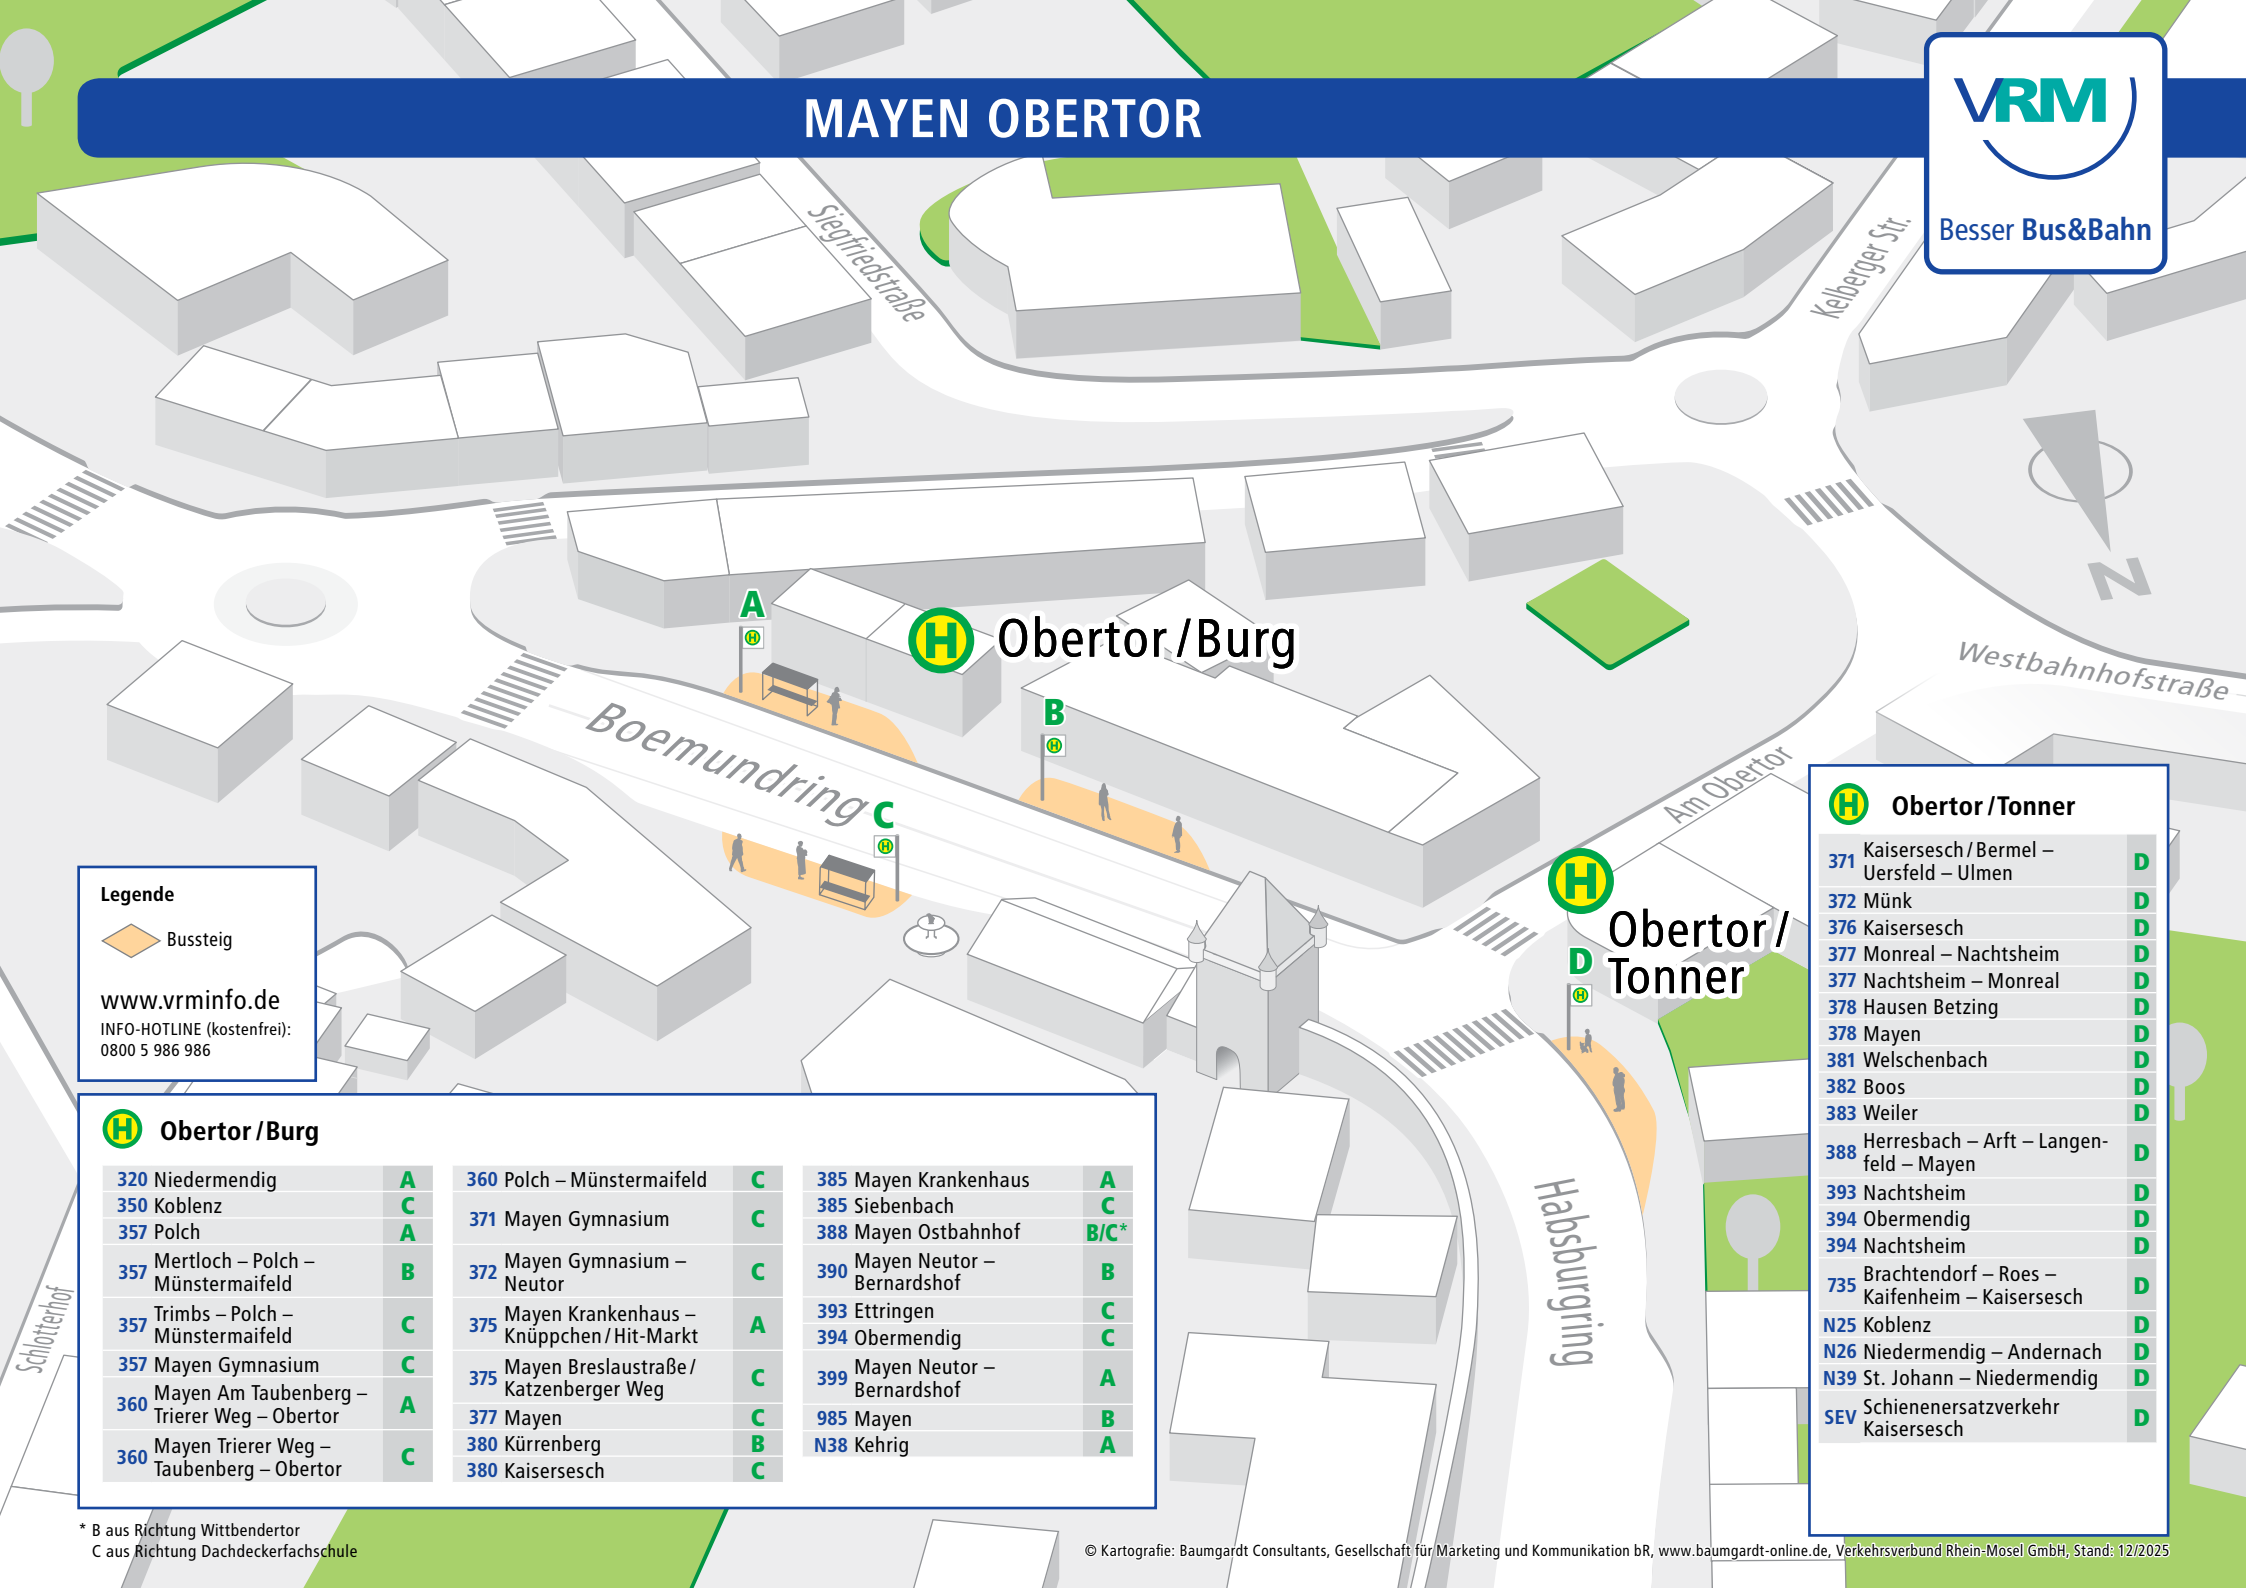 MAYEN OBERTOR
VRM
Besser Bus&Bahn
Siegfriedstraße
Kelberger Str.
N
Westbahnhofstraße
A
H
H
Obertor/Burg
B
H
Boemundring
C
H
Am Obertor
H
Obertor/
Tonner
D
H
Habsburgring
Schlotterhof
Legende
Bussteig
www.vrminfo.de
INFO-HOTLINE (kostenfrei):
0800 5 986 986
H Obertor/Burg
320 Niedermendig A
350 Koblenz C
357 Polch A
357 Mertloch – Polch –
Münstermaifeld B
357 Trimbs – Polch –
Münstermaifeld C
357 Mayen Gymnasium C
360 Mayen Am Taubenberg –
Trierer Weg – Obertor A
360 Mayen Trierer Weg –
Taubenberg – Obertor C
360 Polch – Münstermaifeld C
371 Mayen Gymnasium C
372 Mayen Gymnasium –
Neutor C
375 Mayen Krankenhaus –
Knüppchen/Hit-Markt A
375 Mayen Breslaustraße/
Katzenberger Weg C
377 Mayen C
380 Kürrenberg B
380 Kaisersesch C
385 Mayen Krankenhaus A
385 Siebenbach C
388 Mayen Ostbahnhof B/C*
390 Mayen Neutor –
Bernardshof B
393 Ettringen C
394 Obermendig C
399 Mayen Neutor –
Bernardshof A
985 Mayen B
N38 Kehrig A
H Obertor/Tonner
371 Kaisersesch/Bermel –
Uersfeld – Ulmen D
372 Münk D
376 Kaisersesch D
377 Monreal – Nachtsheim D
377 Nachtsheim – Monreal D
378 Hausen Betzing D
378 Mayen D
381 Welschenbach D
382 Boos D
383 Weiler D
388 Herresbach – Arft – Langen-
feld – Mayen D
393 Nachtsheim D
394 Obermendig D
394 Nachtsheim D
735 Brachtendorf – Roes –
Kaifenheim – Kaisersesch D
N25 Koblenz D
N26 Niedermendig – Andernach D
N39 St. Johann – Niedermendig D
SEV Schienenersatzverkehr
Kaisersesch D
* B aus Richtung Wittbendertor
C aus Richtung Dachdeckerfachschule
© Kartografie: Baumgardt Consultants, Gesellschaft für Marketing und Kommunikation bR, www.baumgardt-online.de, Verkehrsverbund Rhein-Mosel GmbH, Stand: 12/2025